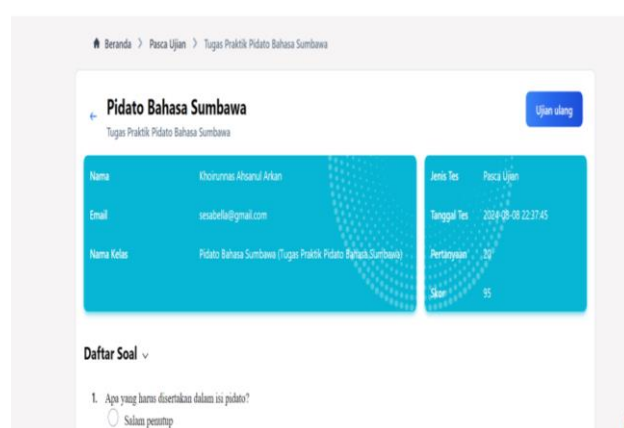 Beranda > Pasca Ujian > Tugas Praktik Pidato Bahasa Sumbawa
← Pidato Bahasa Sumbawa
Ujian ulang
Tugas Praktik Pidato Bahasa Sumbawa
Nama Khoirunnas Ahsanul Arkan
Email sesabella@gmail.com
Nama Kelas Pidato Bahasa Sumbawa (Tugas Praktik Pidato Bahasa Sumbawa)
Jenis Tes Pasca Ujian
Tanggal Tes 2024-08-08 22:37:45
Pertanyaan 20
Skor 95
Daftar Soal
1. Apa yang harus disertakan dalam isi pidato?
Salam penutup